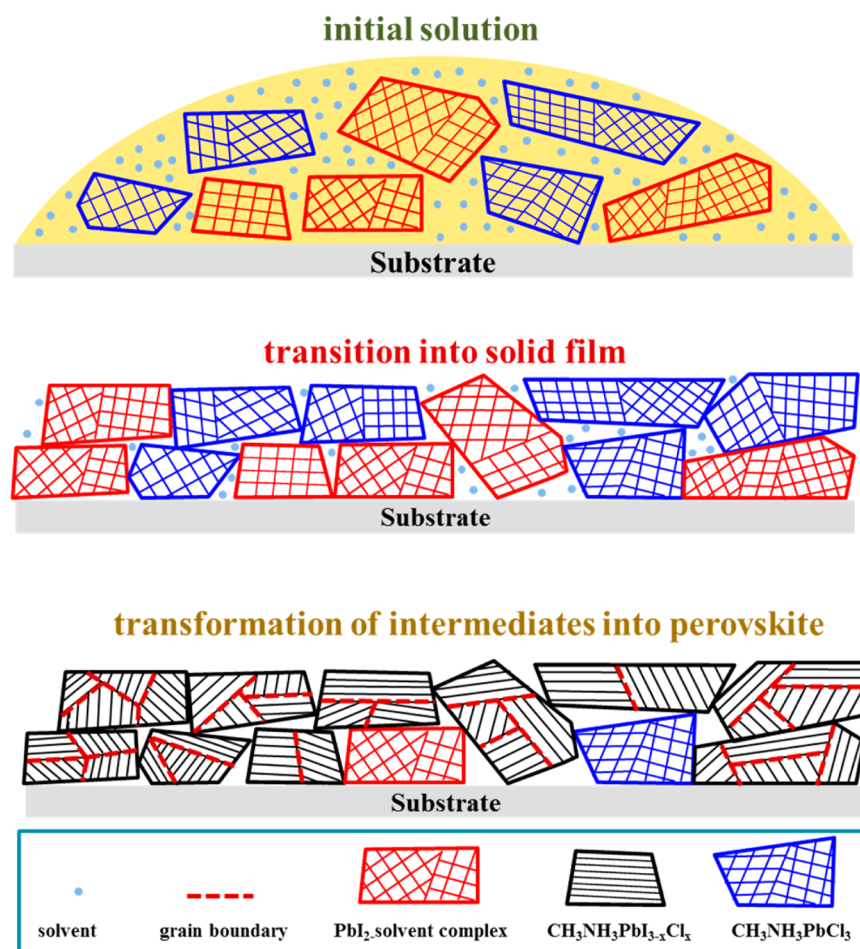 initial solution
Substrate
transition into solid film
Substrate
transformation of intermediates into perovskite
Substrate
solvent
grain boundary
PbI₂-solvent complex
CH₃NH₃PbI₃₋ₓClₓ
CH₃NH₃PbCl₃